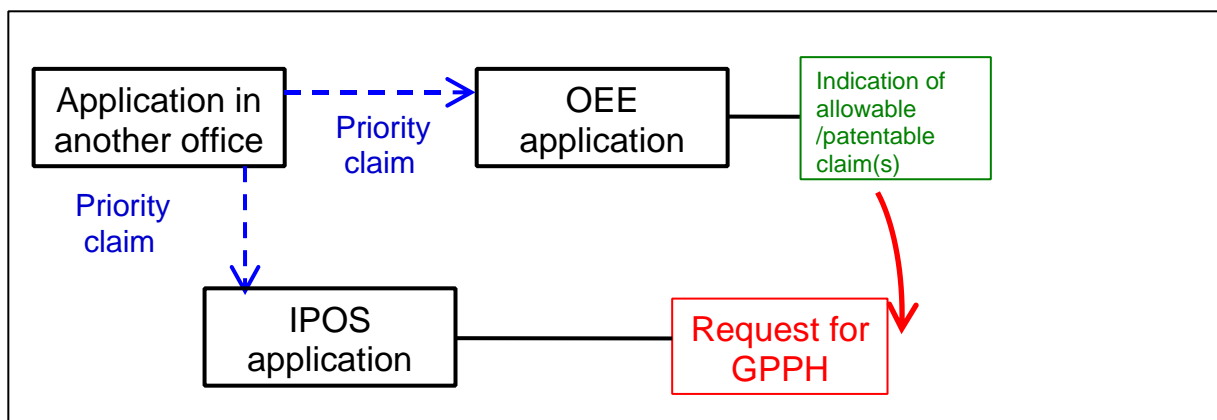 Application in
another office
Priority
claim
OEE
application
Indication of
allowable
/patentable
claim(s)
Priority
claim
IPOS
application
Request for
GPPH